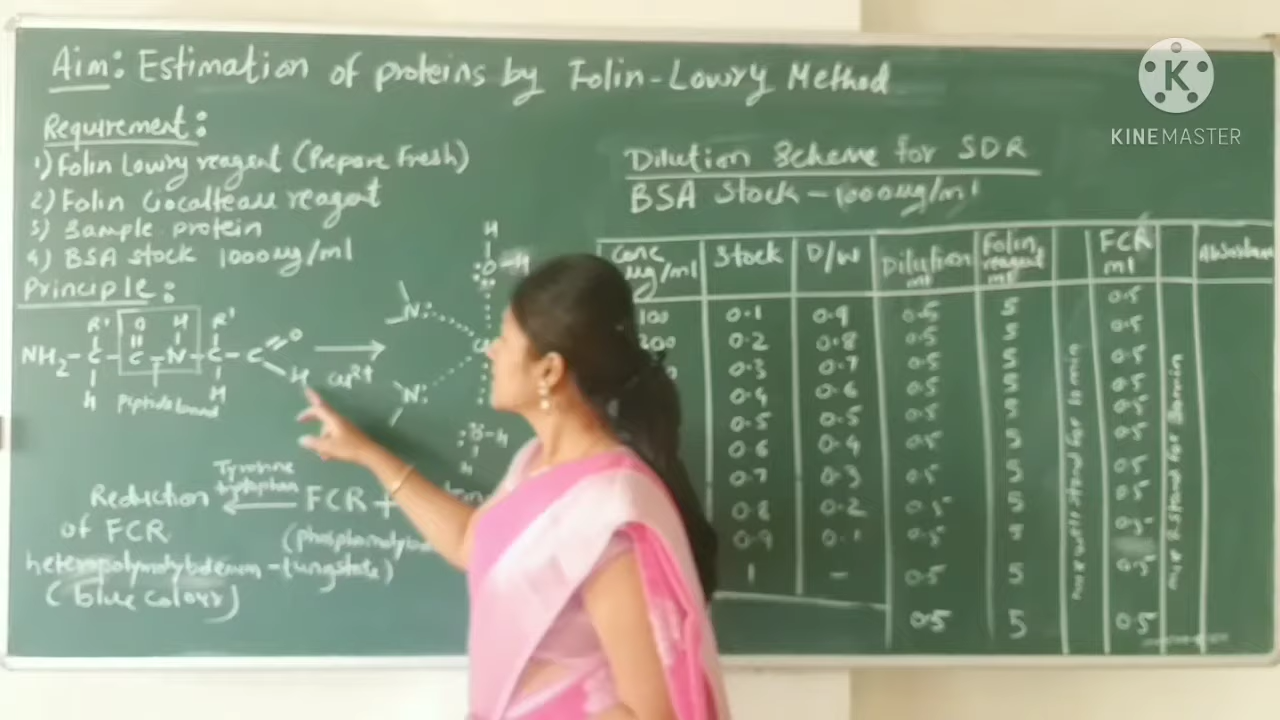 Aim: Estimation of proteins by Folin-Lowry Method
Requirement:
1) Folin Lowry reagent (Prepare Fresh)
2) Folin Ciocalteau reagent
3) Sample protein
4) BSA stock 1000 ug/ml
Principle:
R' O H R'
NH2-C-C-N-C-C O
H H H
Peptide bond
Cu2+
H
O-H
N:
N:
:O-H
H
Reduction Tyrosine tryptophan FCR +
of FCR
heteropolymolybdenum-tungstate)
(blue colour)
Dilution Scheme for SDR
BSA Stock - 1000 ug/ml
Conc ug/ml Stock D/W Dilution ml Folin reagent ml FCR ml
100 0.1 0.9 0.5 5 0.5
0.2 0.8 0.5 5 0.5
0.3 0.7 0.5 5 0.5
0.4 0.6 0.5 5 0.5
0.5 0.5 0.5 5 0.5
0.6 0.4 0.5 5 0.5
0.7 0.3 0.5 5 0.5
0.8 0.2 0.5 5 0.5
0.9 0.1 0.5 5 0.5
1 - 0.5 5 0.5
0.5 5 0.5
K
KINEMASTER